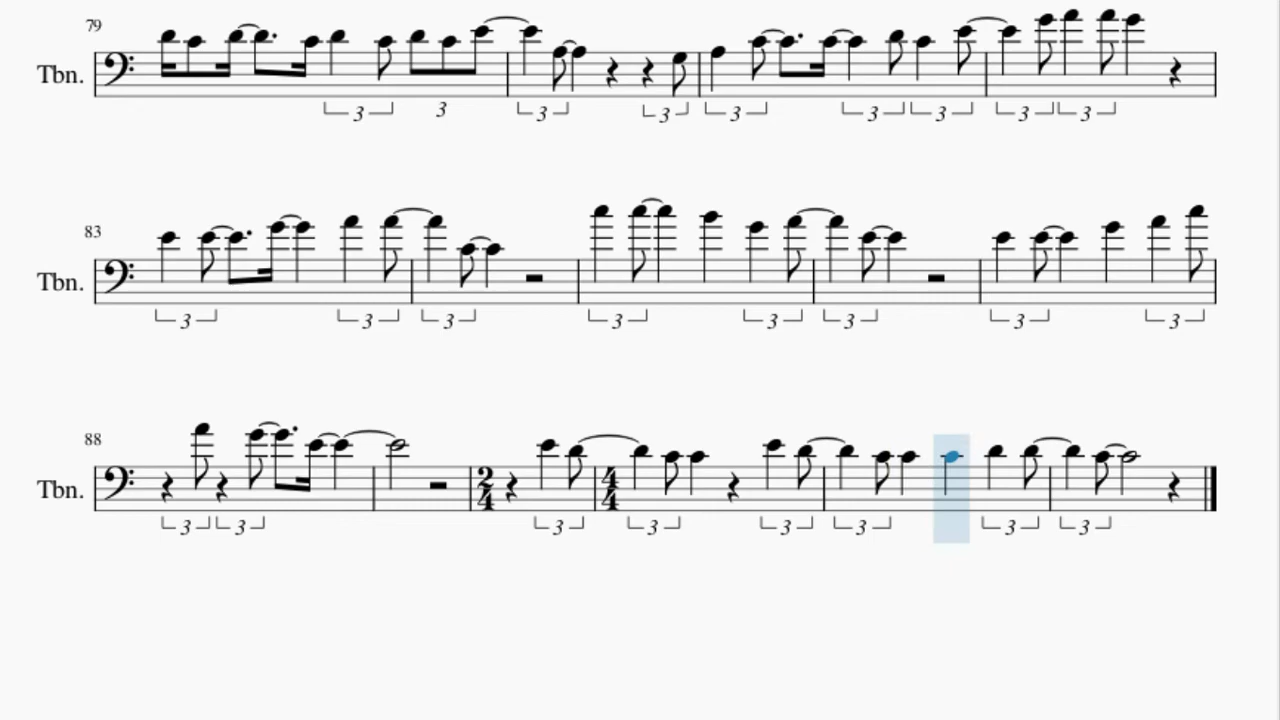 79
Tbn.
3 3 3 3 3 3 3 3 3
83
Tbn.
3 3 3 3 3 3 3 3
88
2 4
4 4
Tbn.
3 3 3 3 3 3 3 3